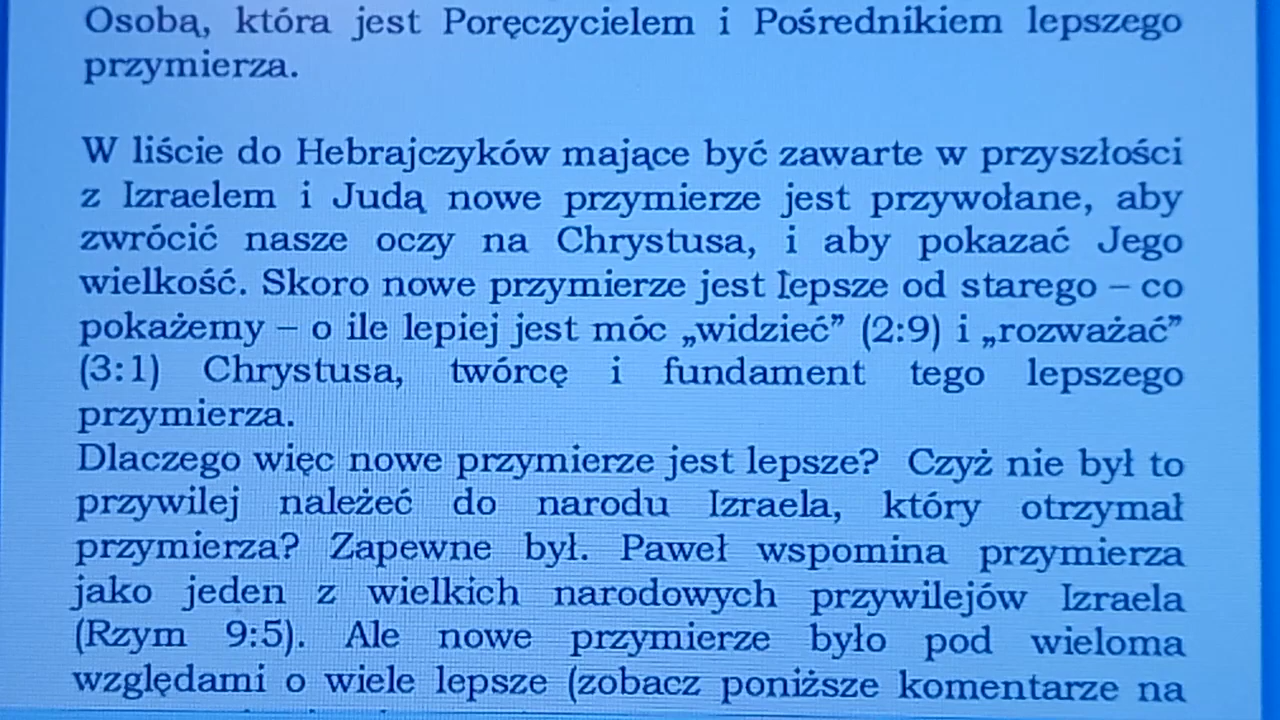 Osobą, która jest Poręczycielem i Pośrednikiem lepszego
przymierza.
W liście do Hebrajczyków mające być zawarte w przyszłości
z Izraelem i Judą nowe przymierze jest przywołane, aby
zwrócić nasze oczy na Chrystusa, i aby pokazać Jego
wielkość. Skoro nowe przymierze jest lepsze od starego – co
pokażemy – o ile lepiej jest móc „widzieć” (2:9) i „rozważać”
(3:1) Chrystusa, twórcę i fundament tego lepszego
przymierza.
Dlaczego więc nowe przymierze jest lepsze? Czyż nie był to
przywilej należeć do narodu Izraela, który otrzymał
przymierza? Zapewne był. Paweł wspomina przymierza
jako jeden z wielkich narodowych przywilejów Izraela
(Rzym 9:5). Ale nowe przymierze było pod wieloma
względami o wiele lepsze (zobacz poniższe komentarze na